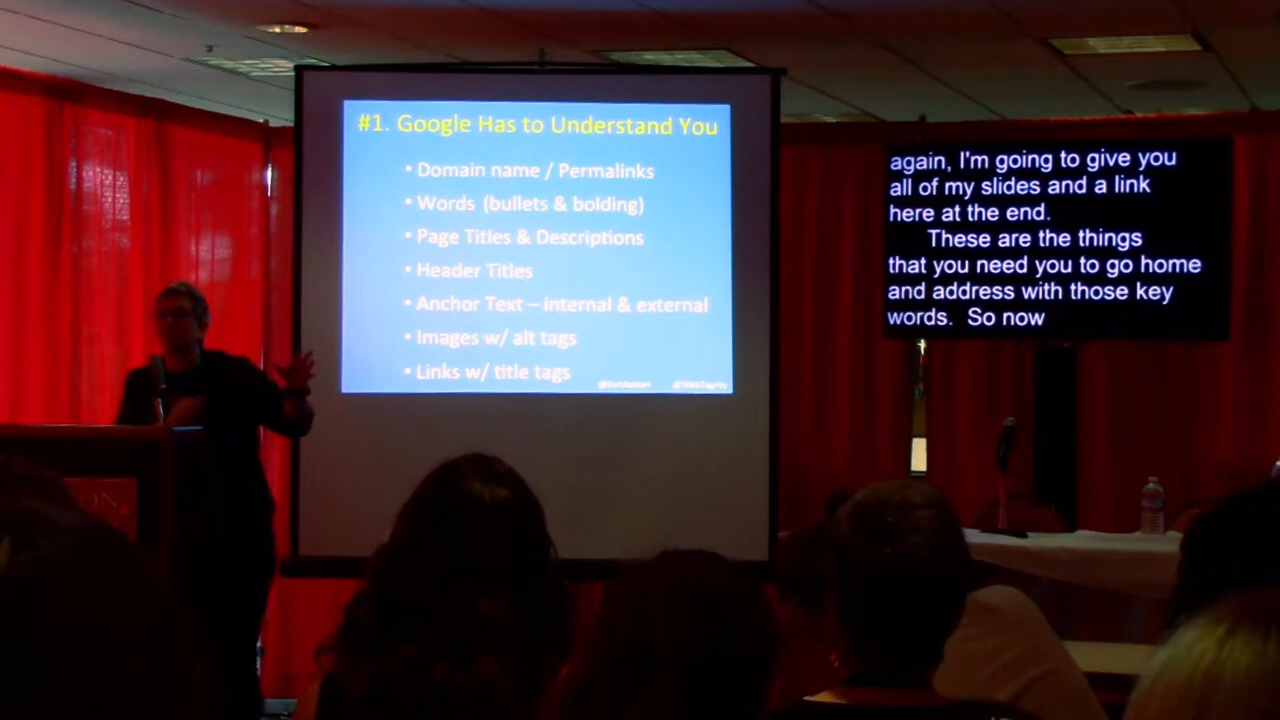 #1. Google Has to Understand You
• Domain name / Permalinks
• Words (bullets & bolding)
• Page Titles & Descriptions
• Header Titles
• Anchor Text – internal & external
• Images w/ alt tags
• Links w/ title tags
again, I'm going to give you
all of my slides and a link
here at the end.
These are the things
that you need you to go home
and address with those key
words. So now